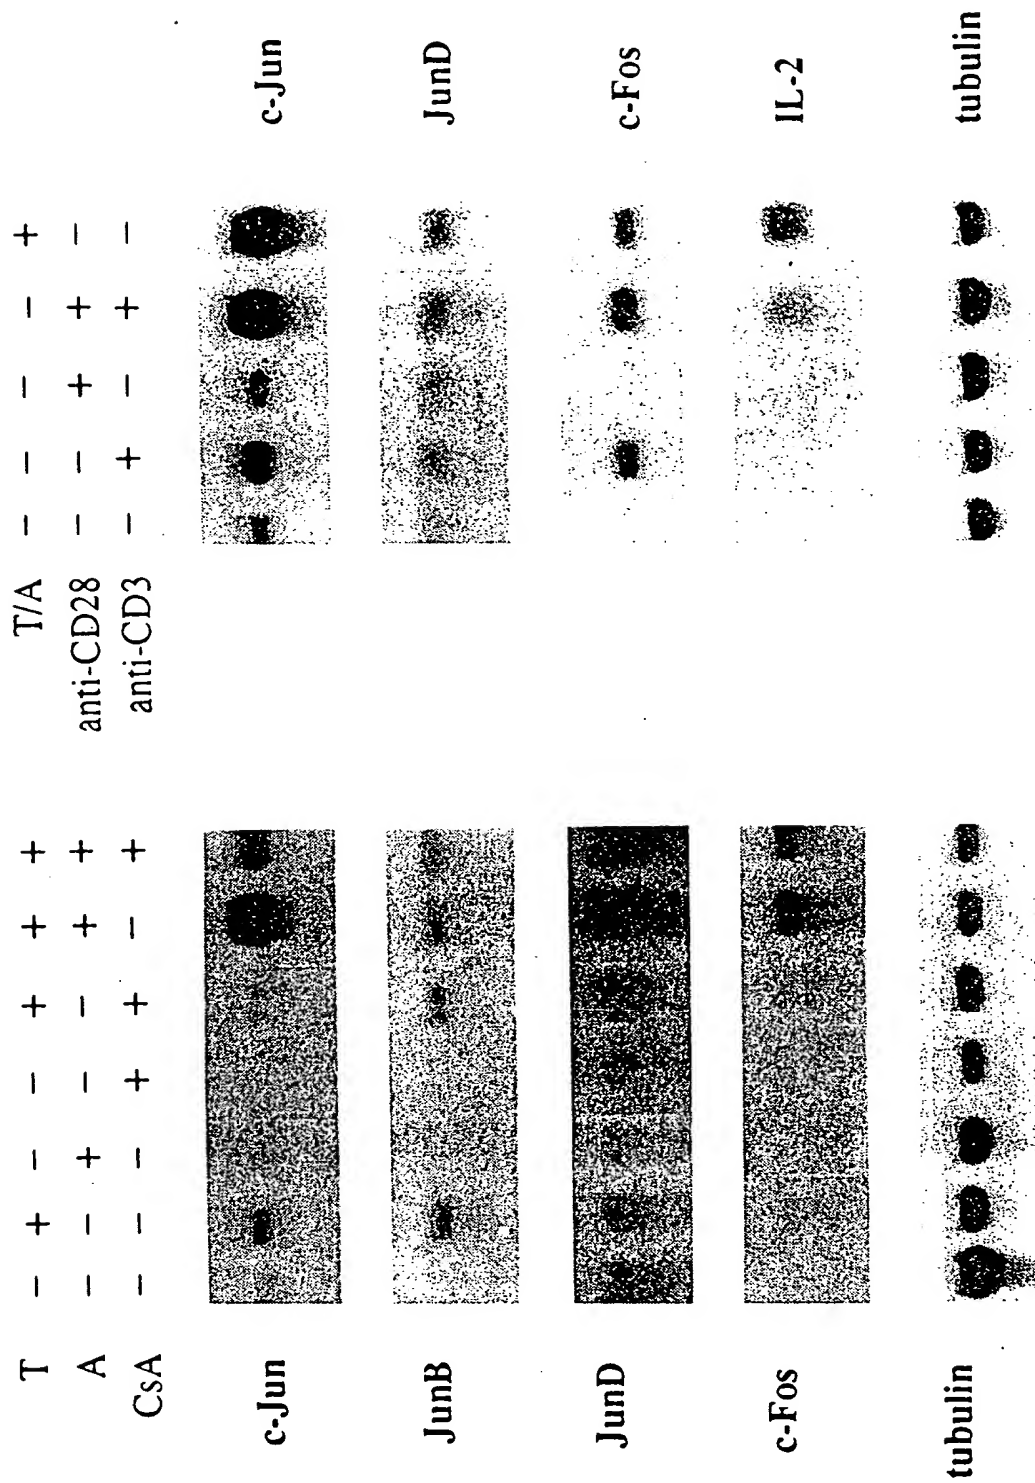 T − + − − + + +
A − − + − − + +
CsA − − − + + − +
c-Jun
JunB
JunD
c-Fos
tubulin
T/A − − − − +
anti-CD28 − − + + −
anti-CD3 − + − + −
c-Jun
JunD
c-Fos
IL-2
tubulin